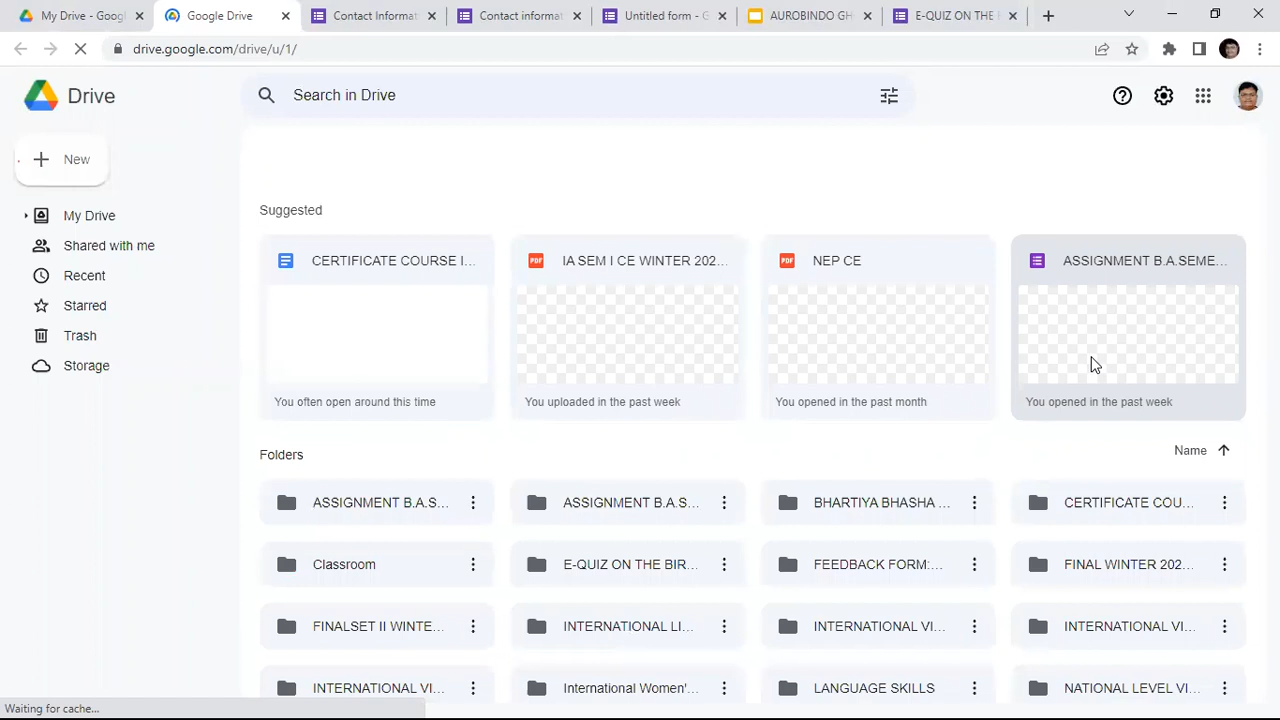 My Drive - Goog
Google Drive
Contact Informat
Contact informat
Untitled form - G
AUROBINDO GH
E-QUIZ ON THE B
drive.google.com/drive/u/1/
Drive
Search in Drive
New
My Drive
Shared with me
Recent
Starred
Trash
Storage
Suggested
CERTIFICATE COURSE I...
IA SEM I CE WINTER 202...
NEP CE
ASSIGNMENT B.A.SEME...
You often open around this time
You uploaded in the past week
You opened in the past month
You opened in the past week
Folders
Name
ASSIGNMENT B.A.S...
ASSIGNMENT B.A.S...
BHARTIYA BHASHA ...
CERTIFICATE COU...
Classroom
E-QUIZ ON THE BIR...
FEEDBACK FORM:...
FINAL WINTER 202...
FINALSET II WINTE...
INTERNATIONAL LI...
INTERNATIONAL VI...
INTERNATIONAL VI...
INTERNATIONAL VI...
International Women'...
LANGUAGE SKILLS
NATIONAL LEVEL VI...
Waiting for cache...